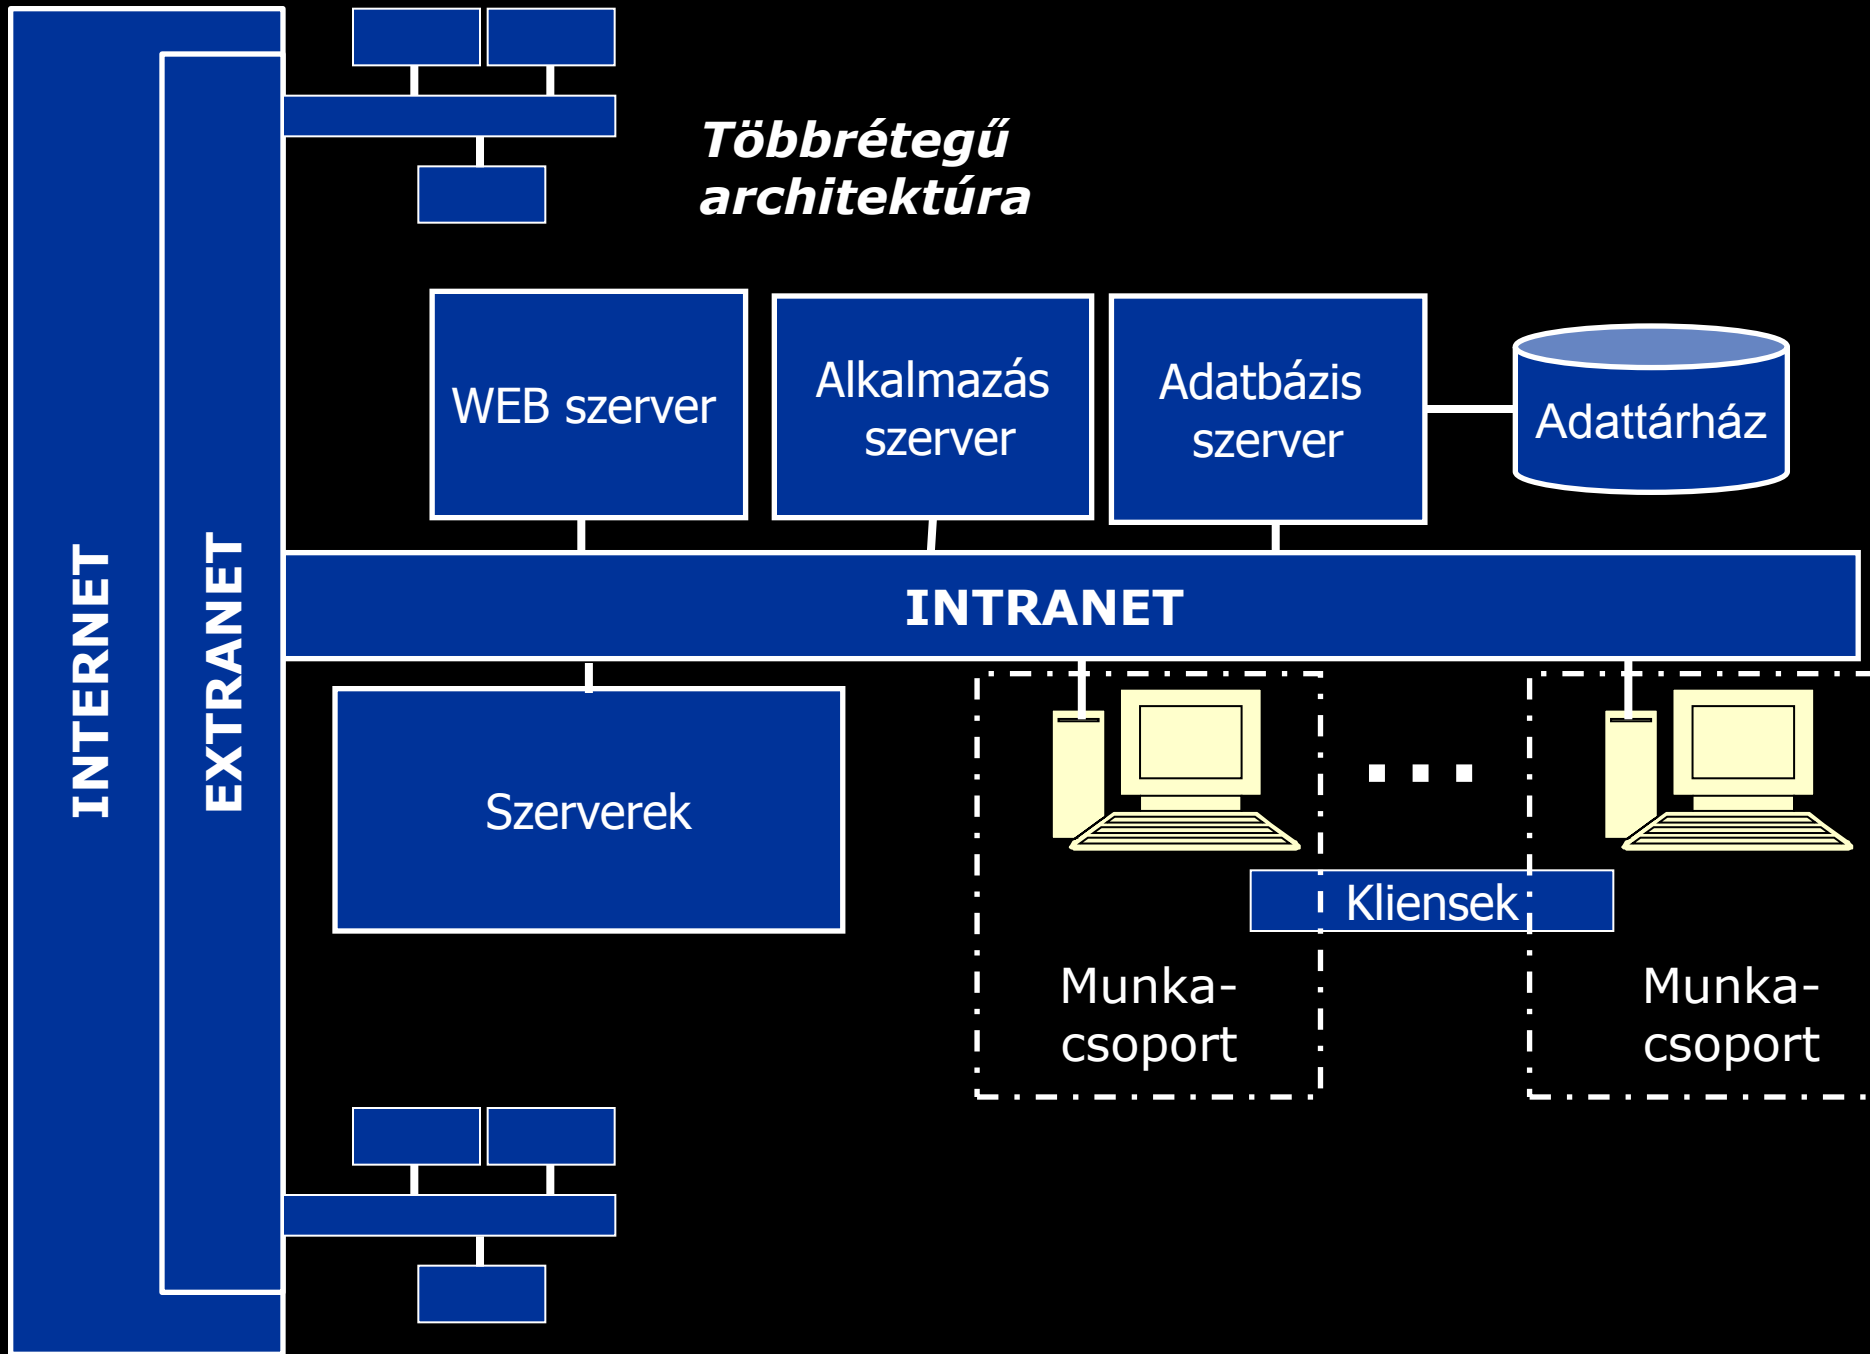 Többrétegű
architektúra
WEB szerver
Alkalmazás
szerver
Adatbázis
szerver
Adattárház
INTERNET
EXTRANET
INTRANET
Szerverek
...
Kliensek
Munka-
csoport
Munka-
csoport